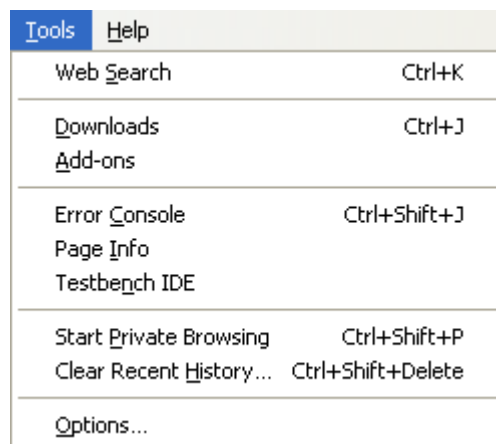 Tools Help
Web Search Ctrl+K
Downloads Ctrl+J
Add-ons
Error Console Ctrl+Shift+J
Page Info
Testbench IDE
Start Private Browsing Ctrl+Shift+P
Clear Recent History... Ctrl+Shift+Delete
Options...